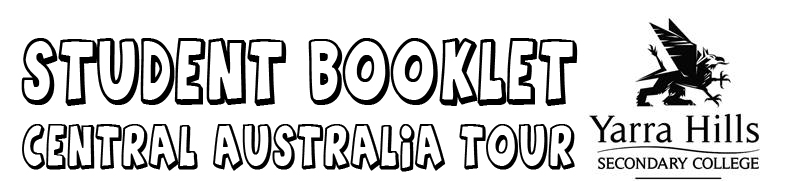 STUDENT BOOKLET
CENTRAL AUSTRALiA TOUR
Yarra Hills
SECONDARY COLLEGE